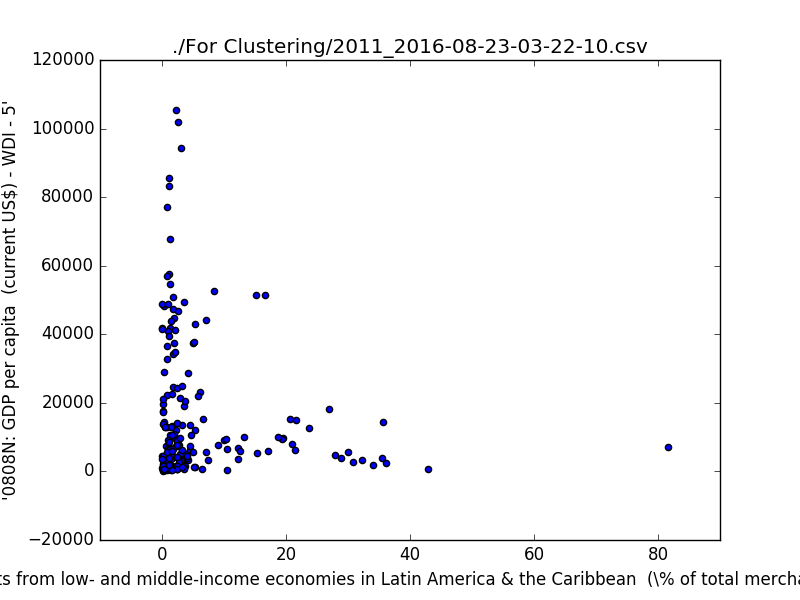 ./For Clustering/2011_2016-08-23-03-22-10.csv
120000
100000
80000
60000
40000
20000
0
−20000
'0808N: GDP per capita  (current US$) - WDI - 5'
0 20 40 60 80
ts from low- and middle-income economies in Latin America & the Caribbean  (\% of total mercha